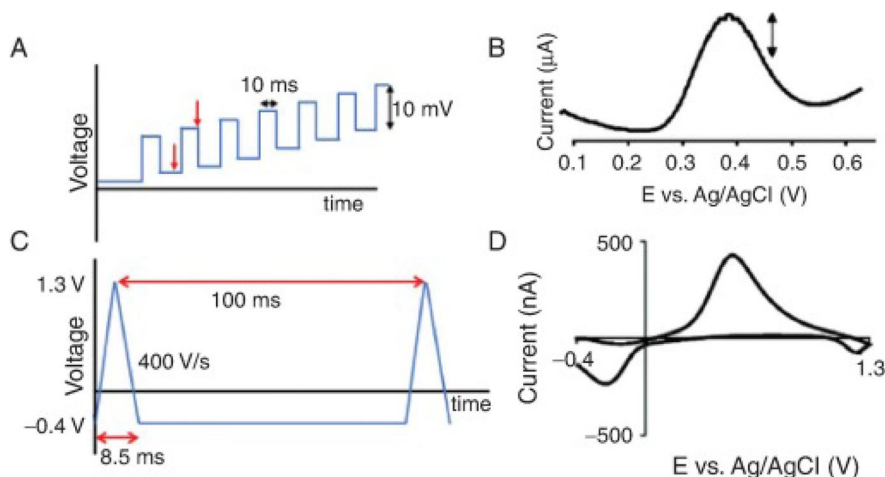 A
10 ms
10 mV
Voltage
time
B
Current (μA)
0.1 0.2 0.3 0.4 0.5 0.6
E vs. Ag/AgCl (V)
C
1.3 V
100 ms
400 V/s
Voltage
time
−0.4 V
8.5 ms
D
500
Current (nA)
−0.4
1.3
−500
E vs. Ag/AgCl (V)